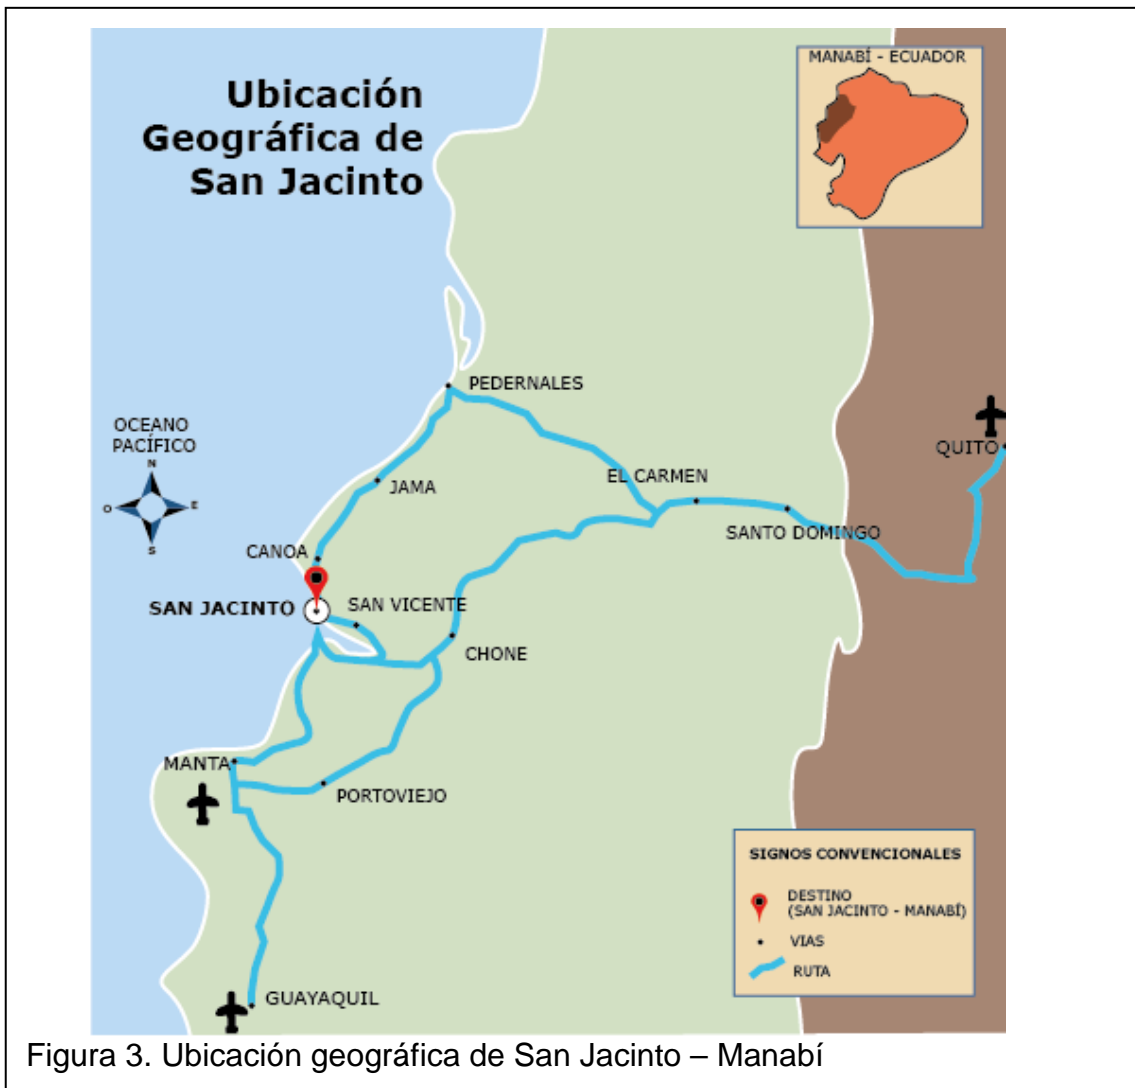 Ubicación
Geográfica de
San Jacinto
MANABÍ - ECUADOR
PEDERNALES
OCEANO
PACÍFICO
N
O
E
S
QUITO
JAMA
EL CARMEN
SANTO DOMINGO
CANOA
SAN JACINTO
SAN VICENTE
CHONE
MANTA
PORTOVIEJO
GUAYAQUIL
SIGNOS CONVENCIONALES
DESTINO
(SAN JACINTO - MANABÍ)
VIAS
RUTA
Figura 3. Ubicación geográfica de San Jacinto – Manabí